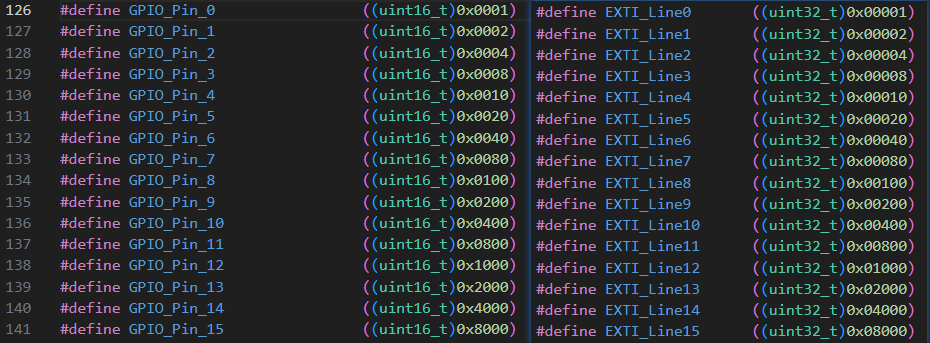 126 #define GPIO_Pin_0 ((uint16_t)0x0001) #define EXTI_Line0 ((uint32_t)0x00001)
127 #define GPIO_Pin_1 ((uint16_t)0x0002) #define EXTI_Line1 ((uint32_t)0x00002)
128 #define GPIO_Pin_2 ((uint16_t)0x0004) #define EXTI_Line2 ((uint32_t)0x00004)
129 #define GPIO_Pin_3 ((uint16_t)0x0008) #define EXTI_Line3 ((uint32_t)0x00008)
130 #define GPIO_Pin_4 ((uint16_t)0x0010) #define EXTI_Line4 ((uint32_t)0x00010)
131 #define GPIO_Pin_5 ((uint16_t)0x0020) #define EXTI_Line5 ((uint32_t)0x00020)
132 #define GPIO_Pin_6 ((uint16_t)0x0040) #define EXTI_Line6 ((uint32_t)0x00040)
133 #define GPIO_Pin_7 ((uint16_t)0x0080) #define EXTI_Line7 ((uint32_t)0x00080)
134 #define GPIO_Pin_8 ((uint16_t)0x0100) #define EXTI_Line8 ((uint32_t)0x00100)
135 #define GPIO_Pin_9 ((uint16_t)0x0200) #define EXTI_Line9 ((uint32_t)0x00200)
136 #define GPIO_Pin_10 ((uint16_t)0x0400) #define EXTI_Line10 ((uint32_t)0x00400)
137 #define GPIO_Pin_11 ((uint16_t)0x0800) #define EXTI_Line11 ((uint32_t)0x00800)
138 #define GPIO_Pin_12 ((uint16_t)0x1000) #define EXTI_Line12 ((uint32_t)0x01000)
139 #define GPIO_Pin_13 ((uint16_t)0x2000) #define EXTI_Line13 ((uint32_t)0x02000)
140 #define GPIO_Pin_14 ((uint16_t)0x4000) #define EXTI_Line14 ((uint32_t)0x04000)
141 #define GPIO_Pin_15 ((uint16_t)0x8000) #define EXTI_Line15 ((uint32_t)0x08000)